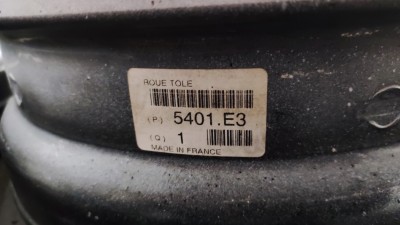 ROUE TOLE
(P) 5401.E3
(Q) 1
MADE IN FRANCE